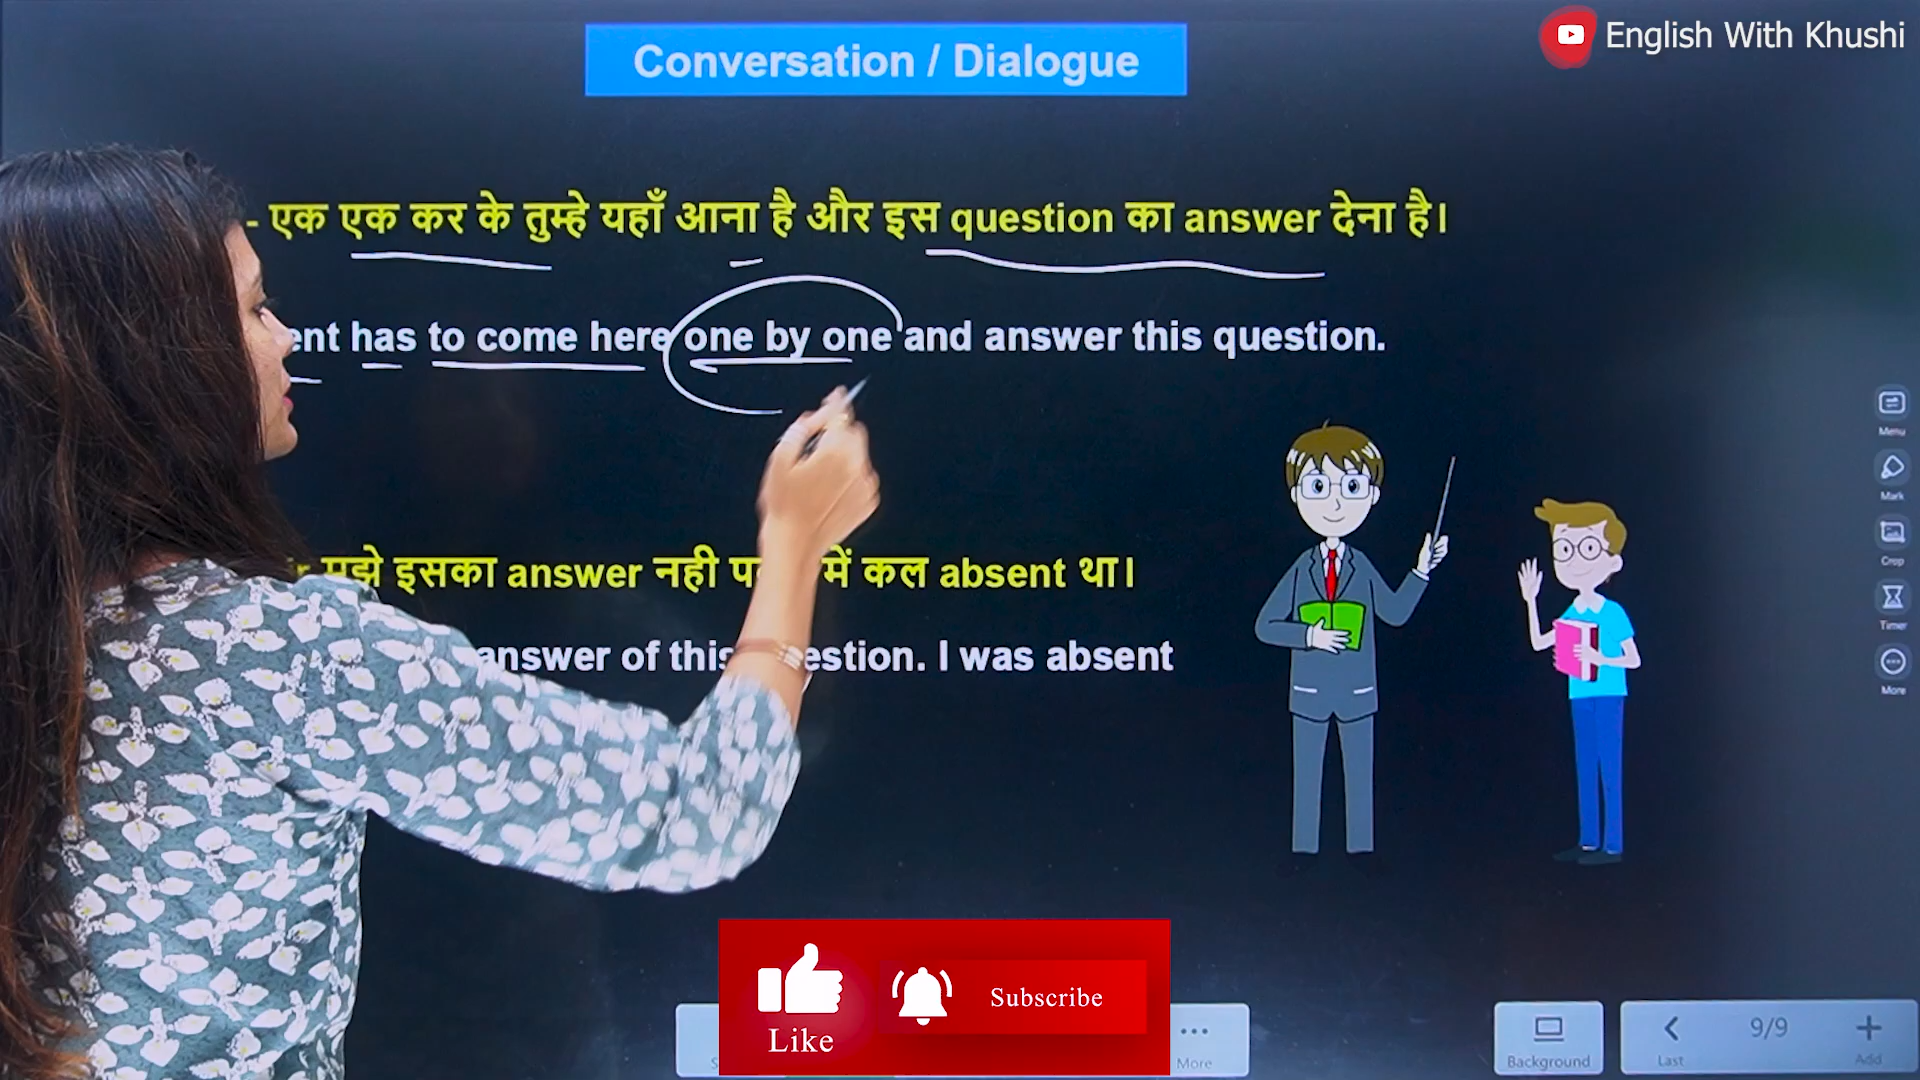 English With Khushi
Conversation / Dialogue
- एक एक कर के तुम्हे यहाँ आना है और इस question का answer देना है।
has to come here one by one and answer this question.
इसका answer नही में कल absent था।
answer of this I was absent
Menu
Mark
Crop
Timer
More
Like
Subscribe
More
Background
Last
9/9
Add